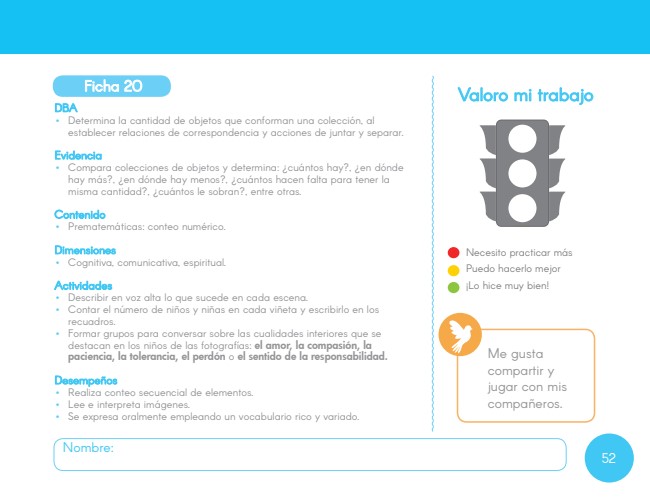 Ficha 20
DBA
• Determina la cantidad de objetos que conforman una colección, al
establecer relaciones de correspondencia y acciones de juntar y separar.
Evidencia
• Compara colecciones de objetos y determina: ¿cuántos hay?, ¿en dónde
hay más?, ¿en dónde hay menos?, ¿cuántos hacen falta para tener la
misma cantidad?, ¿cuántos le sobran?, entre otras.
Contenido
• Prematemáticas: conteo numérico.
Dimensiones
• Cognitiva, comunicativa, espiritual.
Actividades
• Describir en voz alta lo que sucede en cada escena.
• Contar el número de niños y niñas en cada viñeta y escribirlo en los
recuadros.
• Formar grupos para conversar sobre las cualidades interiores que se
destacan en los niños de las fotografías: el amor, la compasión, la
paciencia, la tolerancia, el perdón o el sentido de la responsabilidad.
Desempeños
• Realiza conteo secuencial de elementos.
• Lee e interpreta imágenes.
• Se expresa oralmente empleando un vocabulario rico y variado.
Valoro mi trabajo
Necesito practicar más
Puedo hacerlo mejor
¡Lo hice muy bien!
Me gusta
compartir y
jugar con mis
compañeros.
Nombre:
52